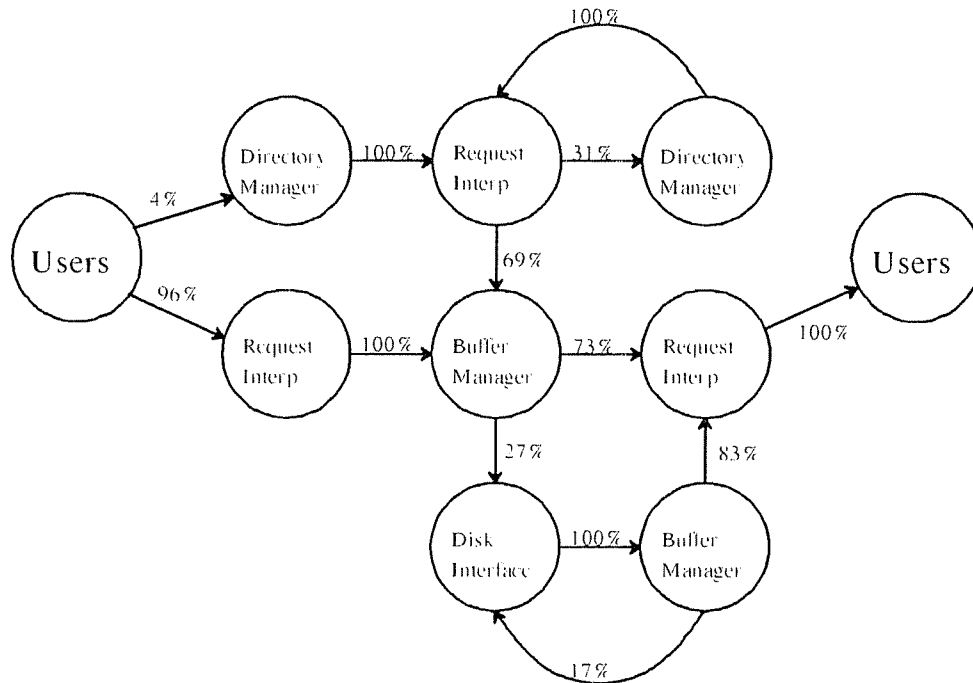 100%
Directory
Manager
100%
Request
Interp
31%
Directory
Manager
4%
Users
Users
69%
96%
100%
Request
Interp
100%
Buffer
Manager
73%
Request
Interp
27%
83%
Disk
Interface
100%
Buffer
Manager
17%